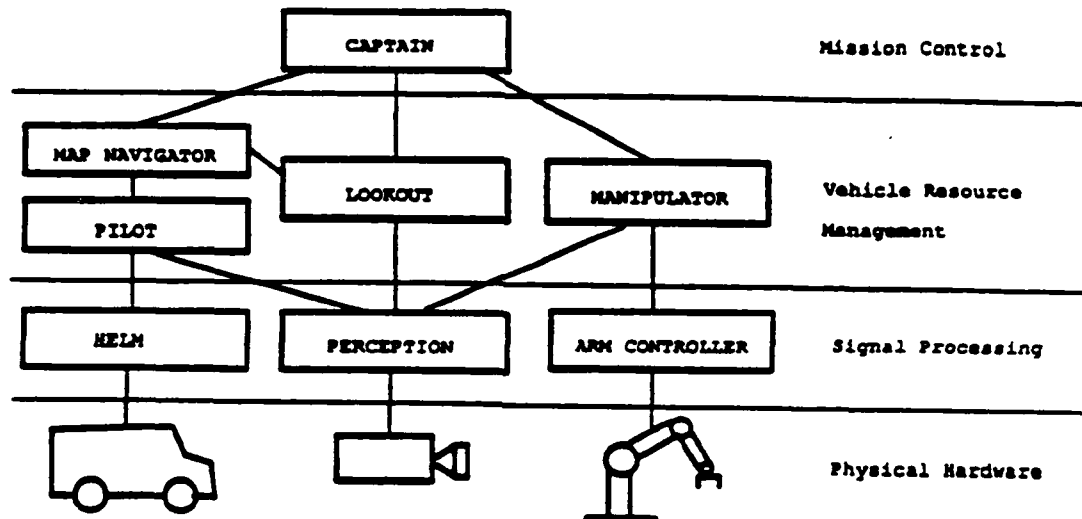 CAPTAIN
Mission Control
MAP NAVIGATOR
LOOKOUT
MANIPULATOR
Vehicle Resource
Management
PILOT
HELM
PERCEPTION
ARM CONTROLLER
Signal Processing
Physical Hardware